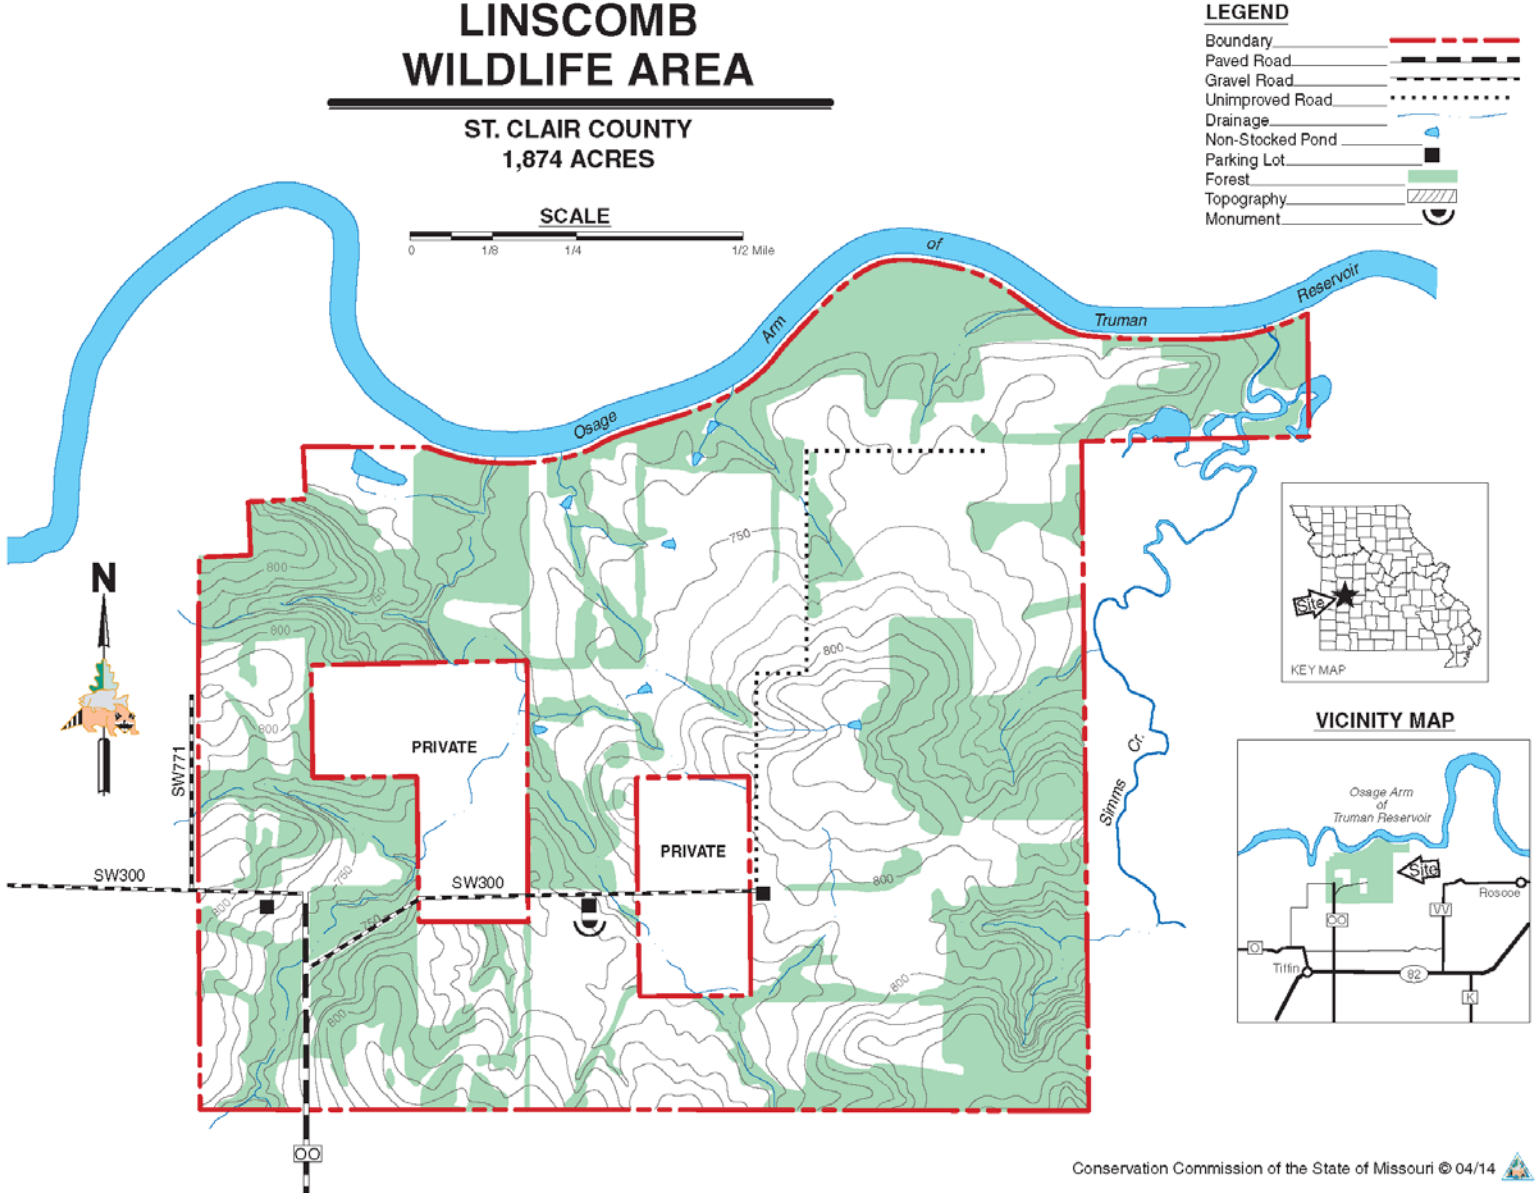 LINSCOMB
WILDLIFE AREA
ST. CLAIR COUNTY
1,874 ACRES
SCALE
0 1/8 1/4 1/2 Mile
LEGEND
Boundary
Paved Road
Gravel Road
Unimproved Road
Drainage
Non-Stocked Pond
Parking Lot
Forest
Topography
Monument
of
Reservoir
Truman
Arm
Osage
750
800
750
N
800
800
800
PRIVATE
SW771
PRIVATE
Simms Cr.
SW300
SW300
750
800
800
750
800
800
OO
Site
KEY MAP
VICINITY MAP
Osage Arm
of
Truman Reservoir
Site
Roscoe
VV
OO
O
Tiffin
82
K
Conservation Commission of the State of Missouri © 04/14